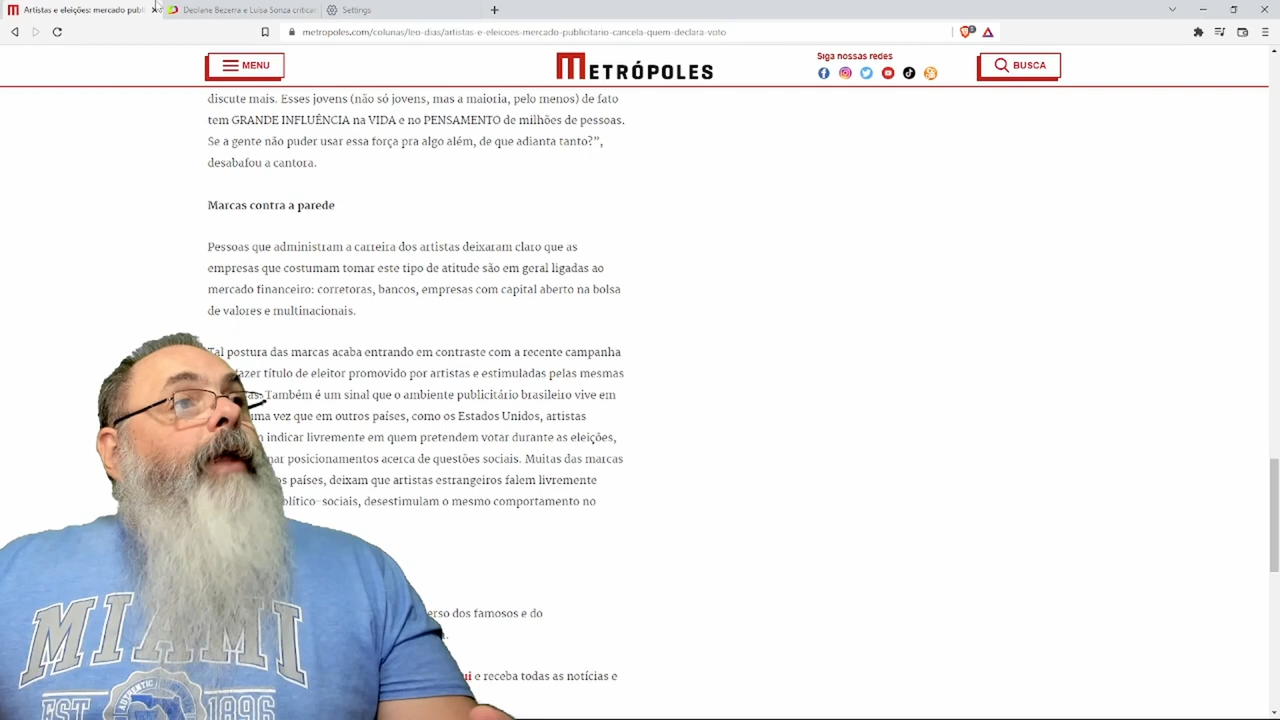 Artistas e eleições: mercado publi
Deolane Bezerra e Luísa Sonza critica
Settings
metropoles.com/colunas/leo-dias/artistas-e-eleicoes-mercado-publicitario-cancela-quem-declara-voto
MENU
METRÓPOLES
Siga nossas redes
BUSCA
discute mais. Esses jovens (não só jovens, mas a maioria, pelo menos) de fato
tem GRANDE INFLUÊNCIA na VIDA e no PENSAMENTO de milhões de pessoas.
Se a gente não puder usar essa força pra algo além, de que adianta tanto?”,
desabafou a cantora.
Marcas contra a parede
Pessoas que administram a carreira dos artistas deixaram claro que as
empresas que costumam tomar este tipo de atitude são em geral ligadas ao
mercado financeiro: corretoras, bancos, empresas com capital aberto na bolsa
de valores e multinacionais.
Tal postura das marcas acaba entrando em contraste com a recente campanha
título de eleitor promovido por artistas e estimuladas pelas mesmas
Também é um sinal que o ambiente publicitário brasileiro vive em
uma vez que em outros países, como os Estados Unidos, artistas
indicar livremente em quem pretendem votar durante as eleições,
posicionamentos acerca de questões sociais. Muitas das marcas
países, deixam que artistas estrangeiros falem livremente
desestimulam o mesmo comportamento no
dos famosos e do
e receba todas as notícias e
MIAMI
EST 1896